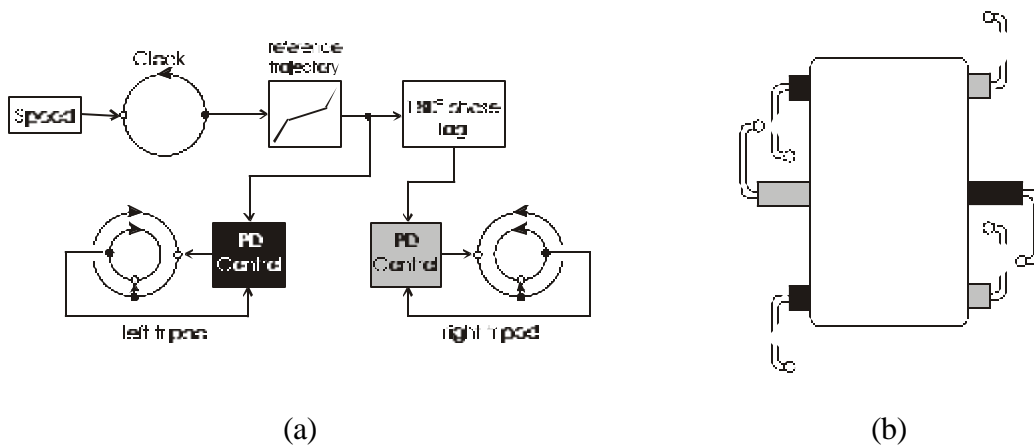 Speed
Clock
reference
trajectory
180° phase
lag
PD
Control
PD
Control
left tripod
right tripod
(a)
(b)